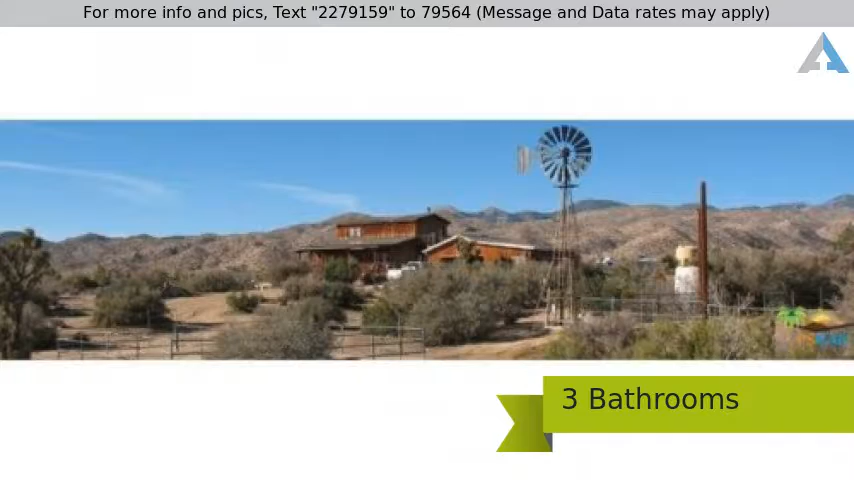 For more info and pics, Text "2279159" to 79564 (Message and Data rates may apply)
3 Bathrooms